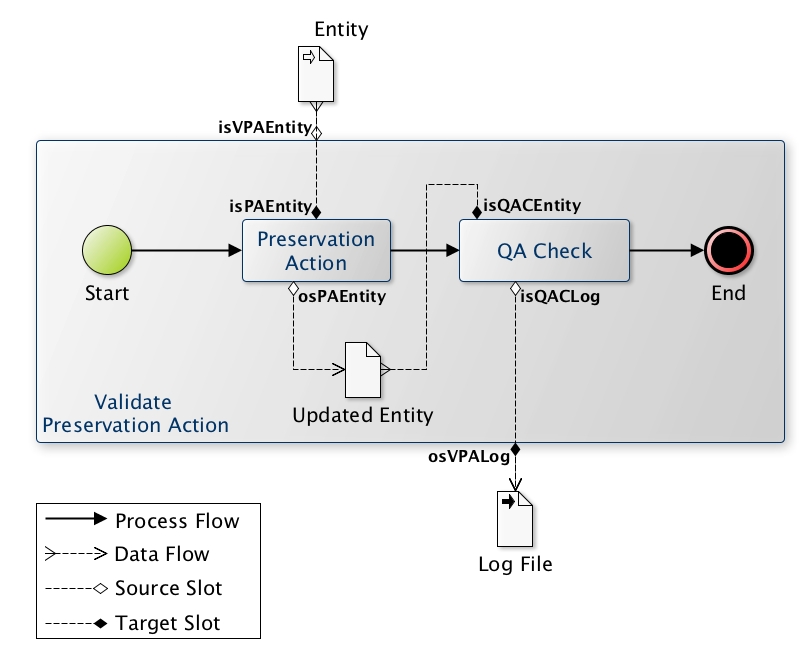 Entity
isVPAEntity
isPAEntity
isQACEntity
Preservation
Action
QA Check
Start
osPAEntity
isQACLog
End
Validate
Preservation Action
Updated Entity
osVPALog
Log File
Process Flow
Data Flow
Source Slot
Target Slot